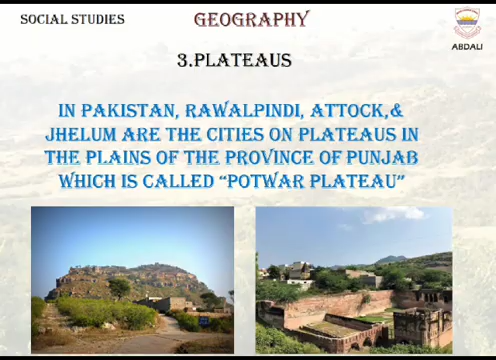 SOCIAL STUDIES
GEOGRAPHY
ABDALI
3.PLATEAUS
IN PAKISTAN, RAWALPINDI, ATTOCK,&
JHELUM ARE THE CITIES ON PLATEAUS IN
THE PLAINS OF THE PROVINCE OF PUNJAB
WHICH IS CALLED “POTWAR PLATEAU”